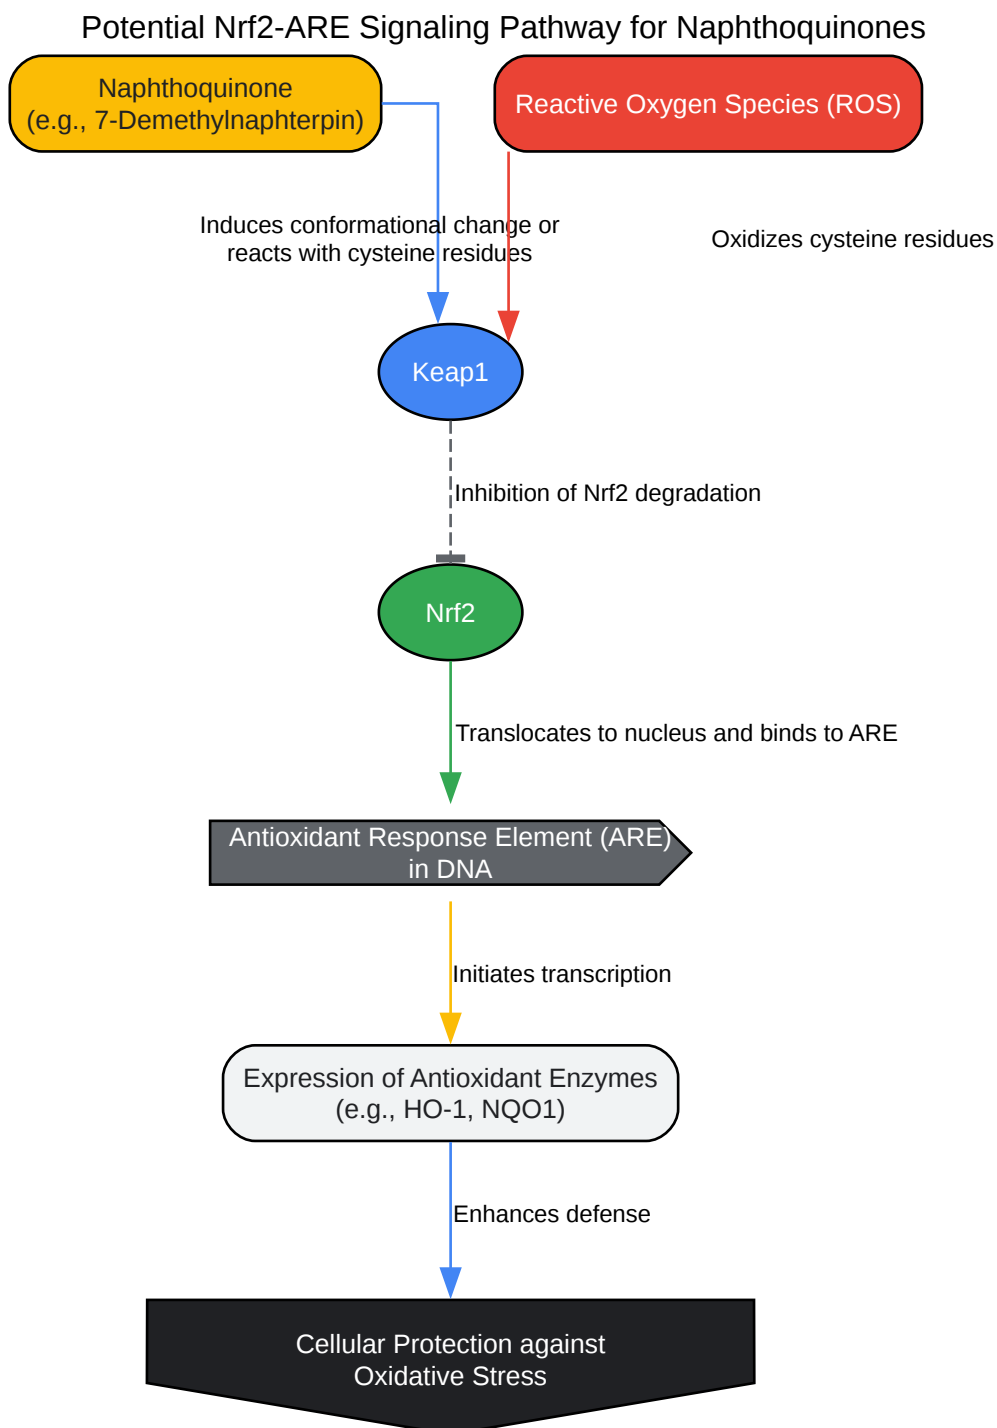 Potential Nrf2-ARE Signaling Pathway for Naphthoquinones
Naphthoquinone
(e.g., 7-Demethylnaphterpin)
Reactive Oxygen Species (ROS)
Induces conformational change or
reacts with cysteine residues
Oxidizes cysteine residues
Keap1
Inhibition of Nrf2 degradation
Nrf2
Translocates to nucleus and binds to ARE
Antioxidant Response Element (ARE)
in DNA
Initiates transcription
Expression of Antioxidant Enzymes
(e.g., HO-1, NQO1)
Enhances defense
Cellular Protection against
Oxidative Stress